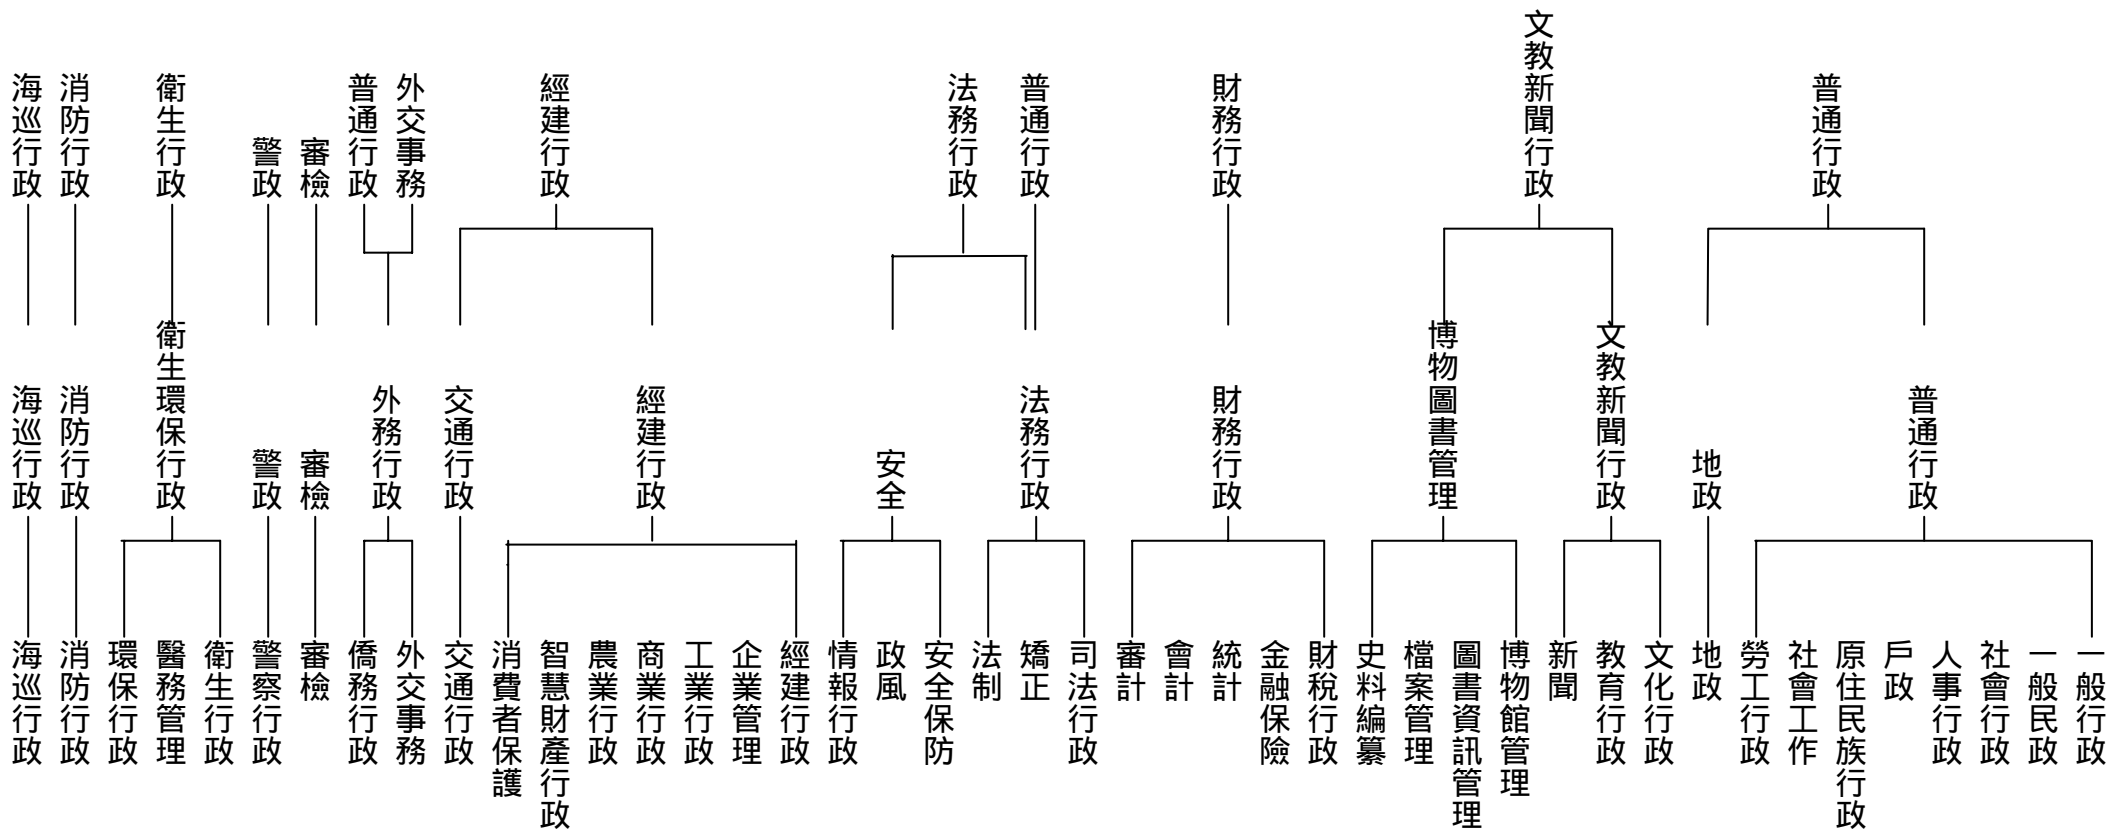 普通行政
文教新聞行政
財務行政
普通行政
法務行政
經建行政
外交事務
普通行政
審檢
警政
衛生行政
消防行政
海巡行政
普通行政
地政
文教新聞行政
博物圖書管理
財務行政
法務行政
安全
經建行政
交通行政
外務行政
審檢
警政
衛生環保行政
消防行政
海巡行政
一般行政
一般民政
社會行政
人事行政
戶政
原住民族行政
社會工作
勞工行政
地政
文化行政
教育行政
新聞
博物館管理
圖書資訊管理
檔案管理
史料編纂
財稅行政
金融保險
統計
會計
審計
司法行政
矯正
法制
安全保防
政風
情報行政
經建行政
企業管理
工業行政
商業行政
農業行政
智慧財產行政
消費者保護
交通行政
外交事務
僑務行政
審檢
警察行政
衛生行政
醫務管理
環保行政
消防行政
海巡行政